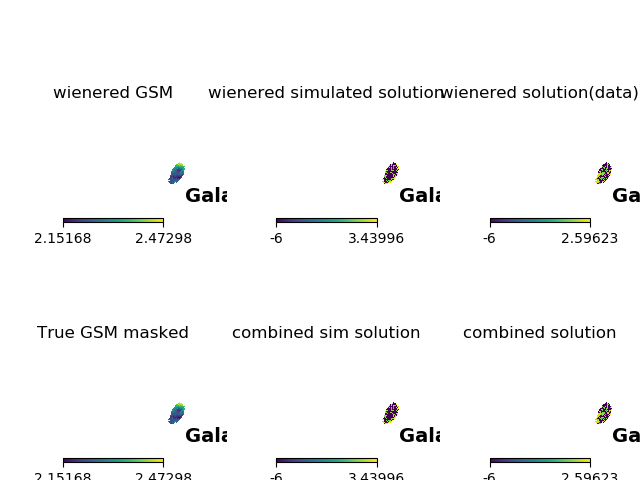 wienered GSM
wienered simulated solution
wienered solution(data)
Gala
Gala
Ga
2.15168 2.47298
-6 3.43996
-6 2.59623
True GSM masked
combined sim solution
combined solution
Gala
Gala
Ga
2.15168 2.47298
-6 3.43996
-6 2.59623